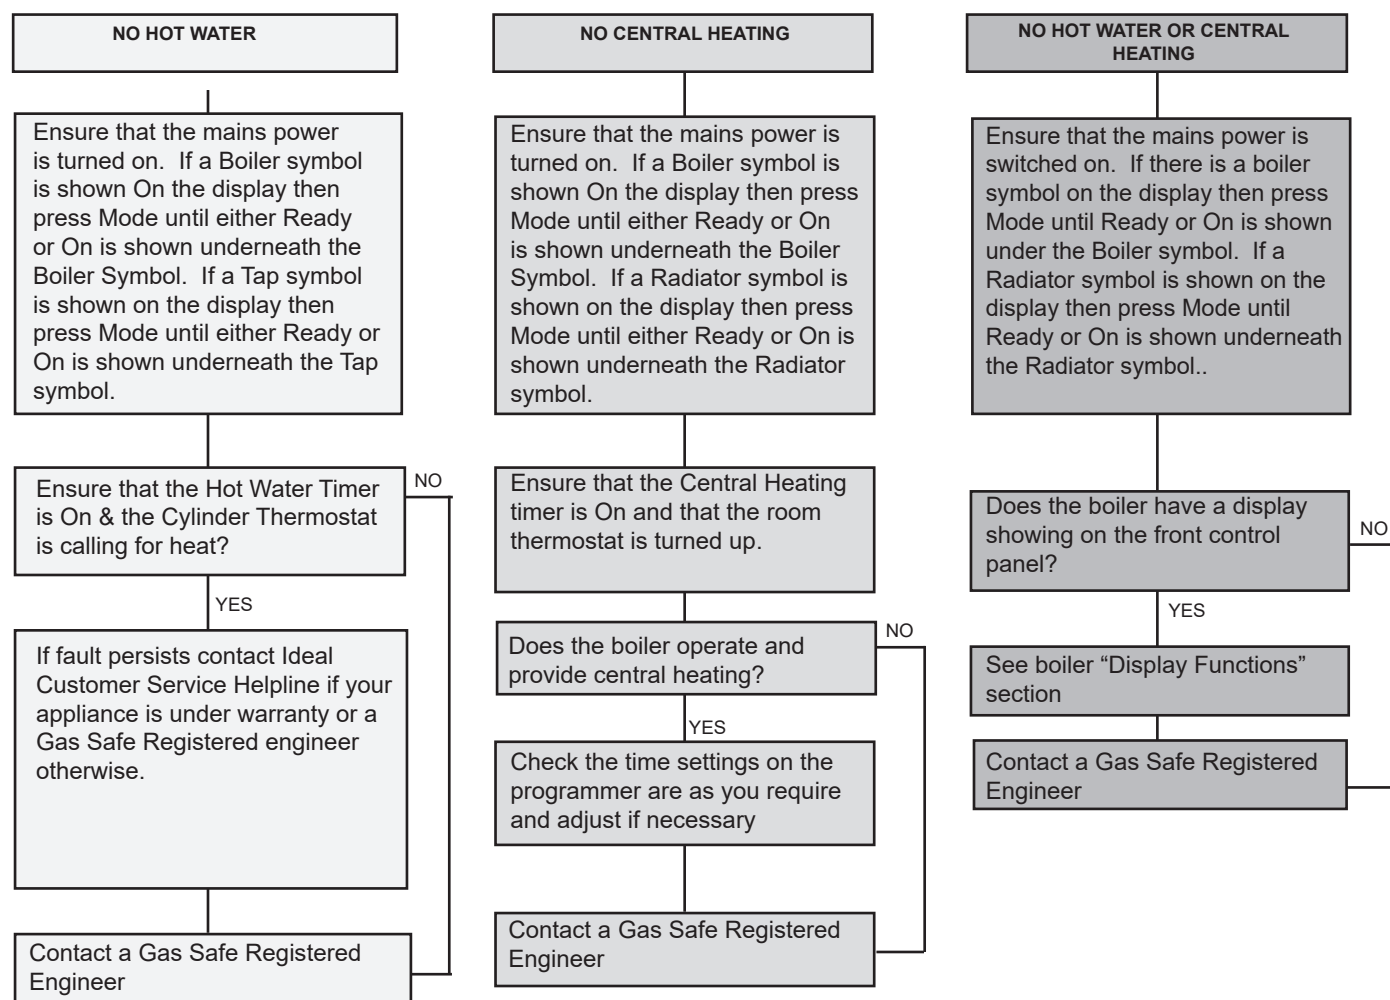 NO HOT WATER
Ensure that the mains power
is turned on.  If a Boiler symbol
is shown On the display then
press Mode until either Ready
or On is shown underneath the
Boiler Symbol.  If a Tap symbol
is shown on the display then
press Mode until either Ready or
On is shown underneath the Tap
symbol.
Ensure that the Hot Water Timer
is On & the Cylinder Thermostat
is calling for heat?
NO
YES
If fault persists contact Ideal
Customer Service Helpline if your
appliance is under warranty or a
Gas Safe Registered engineer
otherwise.
Contact a Gas Safe Registered
Engineer
NO CENTRAL HEATING
Ensure that the mains power is
turned on.  If a Boiler symbol is
shown On the display then press
Mode until either Ready or On
is shown underneath the Boiler
Symbol.  If a Radiator symbol is
shown on the display then press
Mode until either Ready or On is
shown underneath the Radiator
symbol.
Ensure that the Central Heating
timer is On and that the room
thermostat is turned up.
Does the boiler operate and
provide central heating?
NO
YES
Check the time settings on the
programmer are as you require
and adjust if necessary
Contact a Gas Safe Registered
Engineer
NO HOT WATER OR CENTRAL
HEATING
Ensure that the mains power is
switched on.  If there is a boiler
symbol on the display then press
Mode until Ready or On is shown
under the Boiler symbol.  If a
Radiator symbol is shown on the
display then press Mode until
Ready or On is shown underneath
the Radiator symbol..
Does the boiler have a display
showing on the front control
panel?
NO
YES
See boiler “Display Functions”
section
Contact a Gas Safe Registered
Engineer